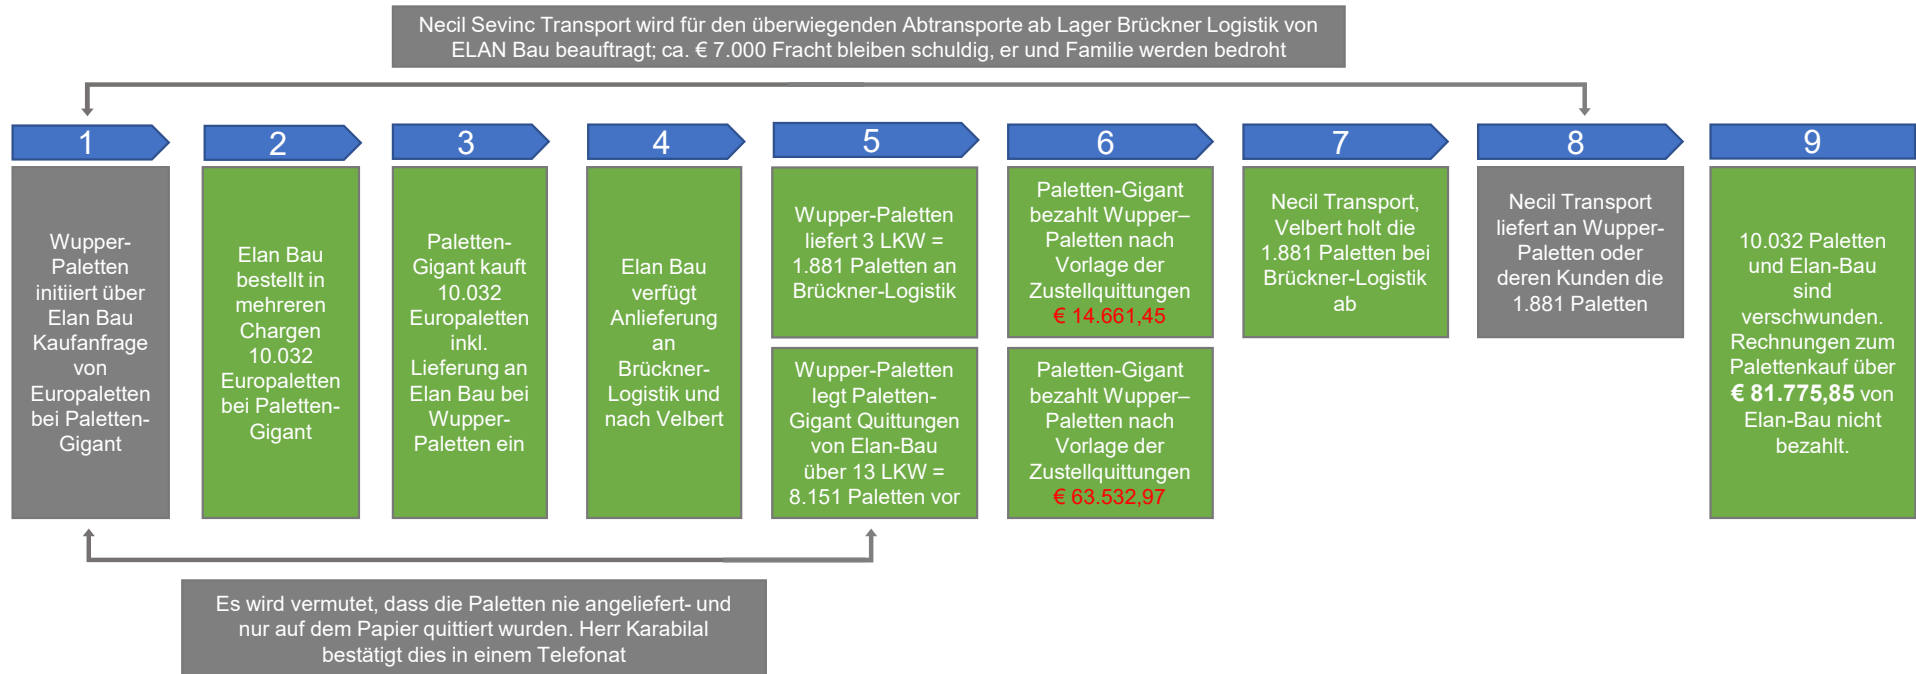 Necil Sevinc Transport wird für den überwiegenden Abtransporte ab Lager Brückner Logistik von
ELAN Bau beauftragt; ca. € 7.000 Fracht bleiben schuldig, er und Familie werden bedroht
1
2
3
4
5
6
7
8
9
Wupper-
Paletten
initiiert über
Elan Bau
Kaufanfrage
von
Europaletten
bei Paletten-
Gigant
Elan Bau
bestellt in
mehreren
Chargen
10.032
Europaletten
bei Paletten-
Gigant
Paletten-
Gigant kauft
10.032
Europaletten
inkl.
Lieferung an
Elan Bau bei
Wupper-
Paletten ein
Elan Bau
verfügt
Anlieferung
an
Brückner-
Logistik und
nach Velbert
Wupper-Paletten
liefert 3 LKW =
1.881 Paletten an
Brückner-Logistik
Wupper-Paletten
legt Paletten-
Gigant Quittungen
von Elan-Bau
über 13 LKW =
8.151 Paletten vor
Paletten-Gigant
bezahlt Wupper–
Paletten nach
Vorlage der
Zustellquittungen
€ 14.661,45
Paletten-Gigant
bezahlt Wupper–
Paletten nach
Vorlage der
Zustellquittungen
€ 63.532,97
Necil Transport,
Velbert holt die
1.881 Paletten bei
Brückner-Logistik
ab
Necil Transport
liefert an Wupper-
Paletten oder
deren Kunden die
1.881 Paletten
10.032 Paletten
und Elan-Bau
sind
verschwunden.
Rechnungen zum
Palettenkauf über
€ 81.775,85 von
Elan-Bau nicht
bezahlt.
Es wird vermutet, dass die Paletten nie angeliefert- und
nur auf dem Papier quittiert wurden. Herr Karabilal
bestätigt dies in einem Telefonat